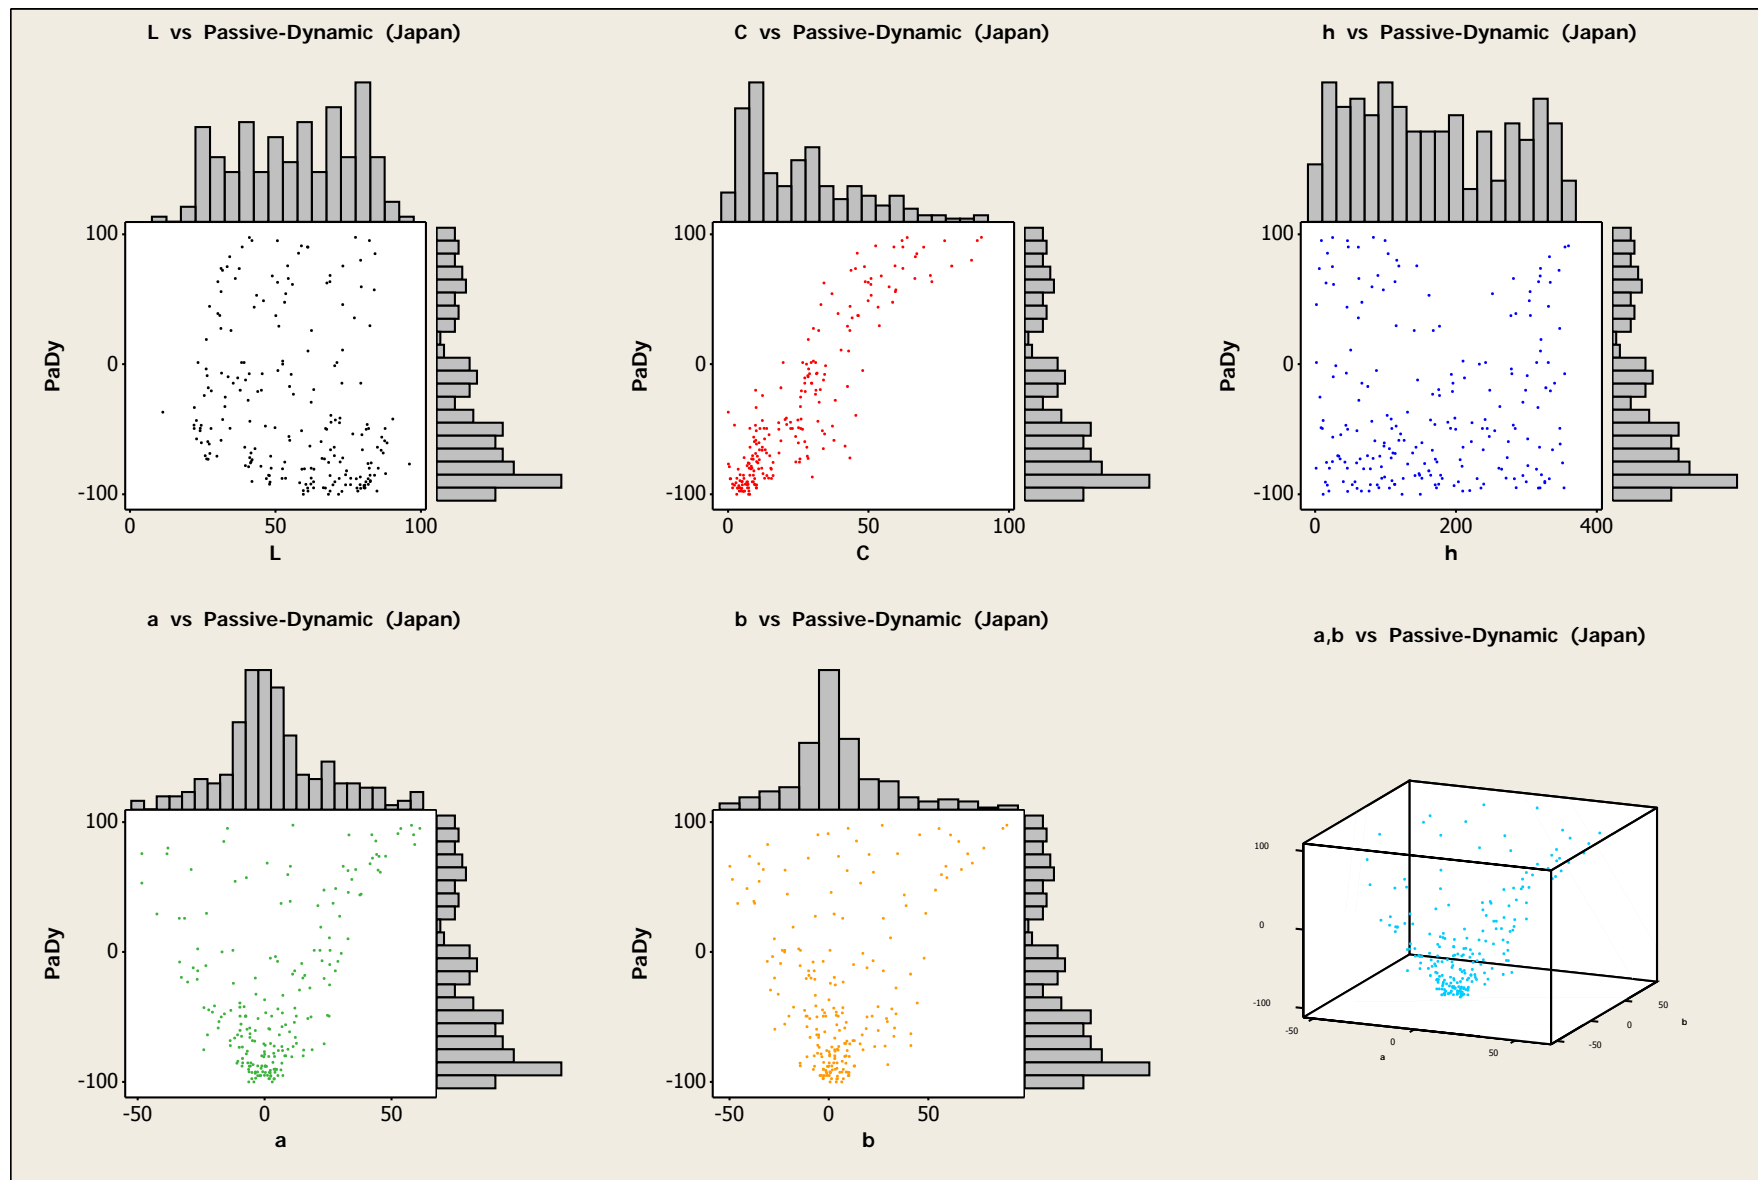 L vs Passive-Dynamic (Japan)
C vs Passive-Dynamic (Japan)
h vs Passive-Dynamic (Japan)
100
0
-100
PaDy
0 50 100
L
100
0
-100
PaDy
0 50 100
C
100
0
-100
PaDy
0 200 400
h
a vs Passive-Dynamic (Japan)
b vs Passive-Dynamic (Japan)
a,b vs Passive-Dynamic (Japan)
100
0
-100
PaDy
-50 0 50
a
100
0
-100
PaDy
-50 0 50
b
100
0
-100
-50 0 50
a
-50 0 50
b